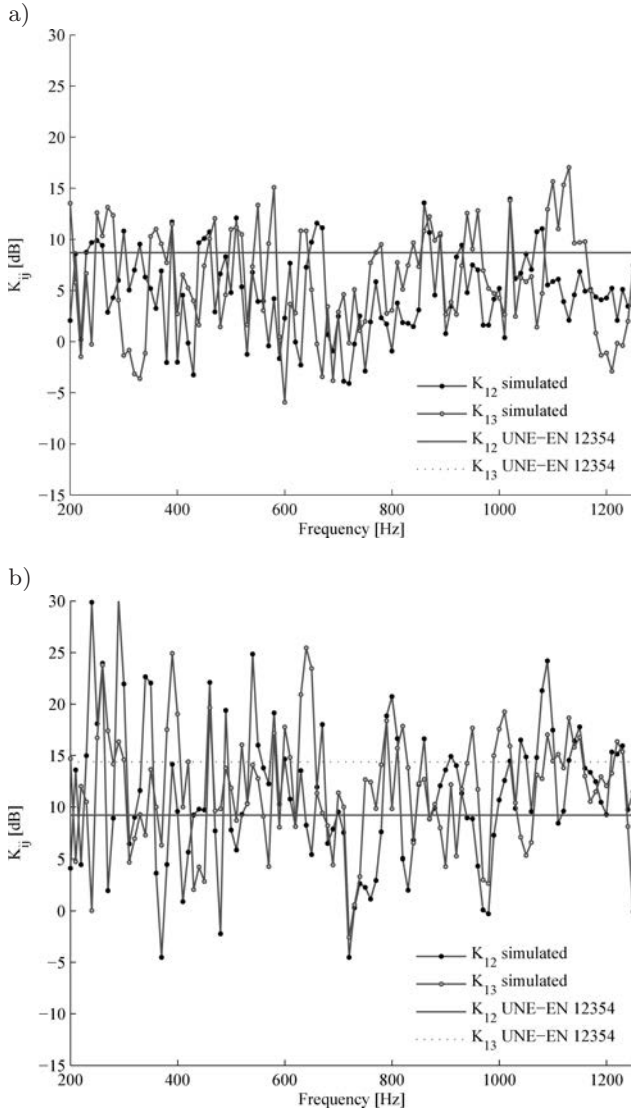 a)
30
25
20
15
10
5
0
−5
−10
−15
K_ij [dB]
K_12 simulated
K_13 simulated
K_12 UNE−EN 12354
K_13 UNE−EN 12354
200 400 600 800 1000 1200
Frequency [Hz]
b)
30
25
20
15
10
5
0
−5
10
−15
K_ij [dB]
K_12 simulated
K_13 simulated
K_12 UNE−EN 12354
K_13 UNE−EN 12354
200 400 600 800 1000 1200
Frequency [Hz]